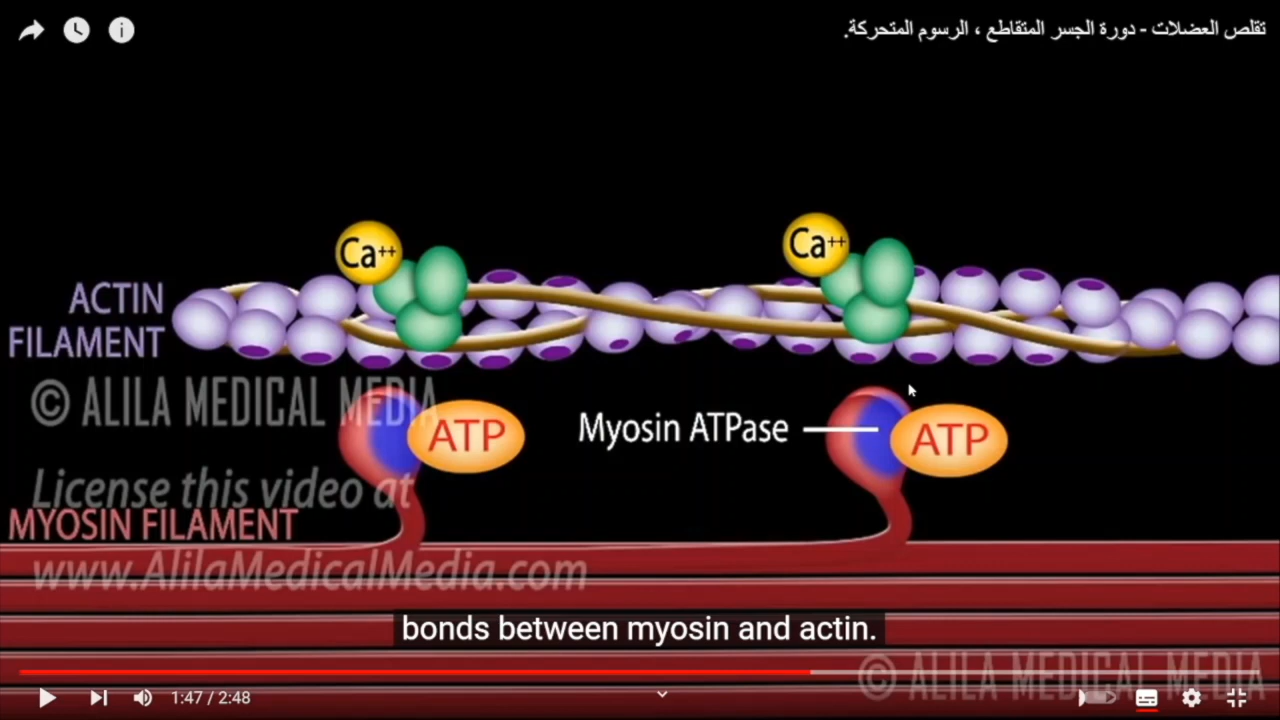 تقلص العضلات - دورة الجسر المتقاطع ، الرسوم المتحركة.
Ca++
Ca++
ACTIN
FILAMENT
© ALILA MEDICAL MEDIA
ATP
Myosin ATPase
ATP
License this video at
MYOSIN FILAMENT
www.AlilaMedicalMedia.com
bonds between myosin and actin.
© ALILA MEDICAL MEDIA
1:47 / 2:48